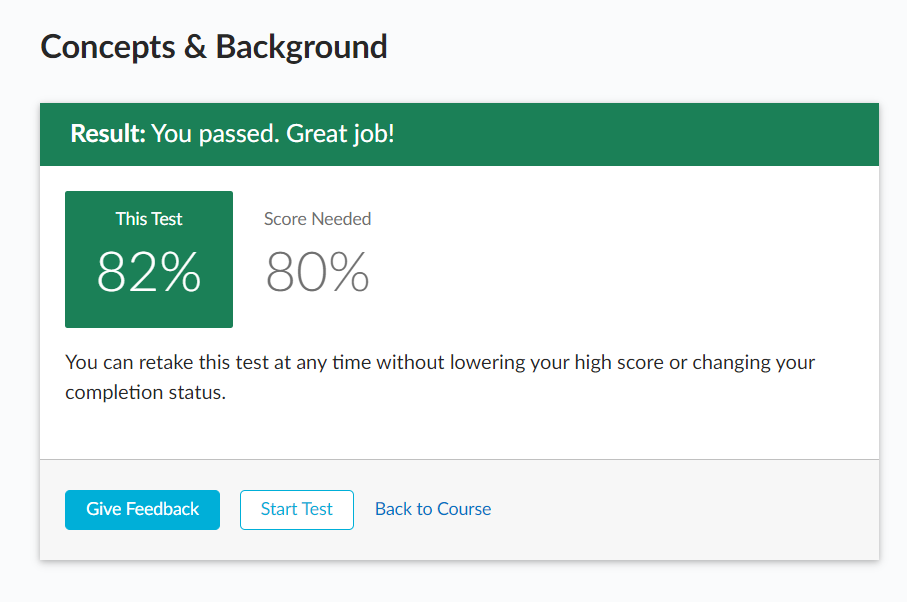 Concepts & Background
Result: You passed. Great job!
This Test
82%
Score Needed
80%
You can retake this test at any time without lowering your high score or changing your
completion status.
Give Feedback
Start Test
Back to Course